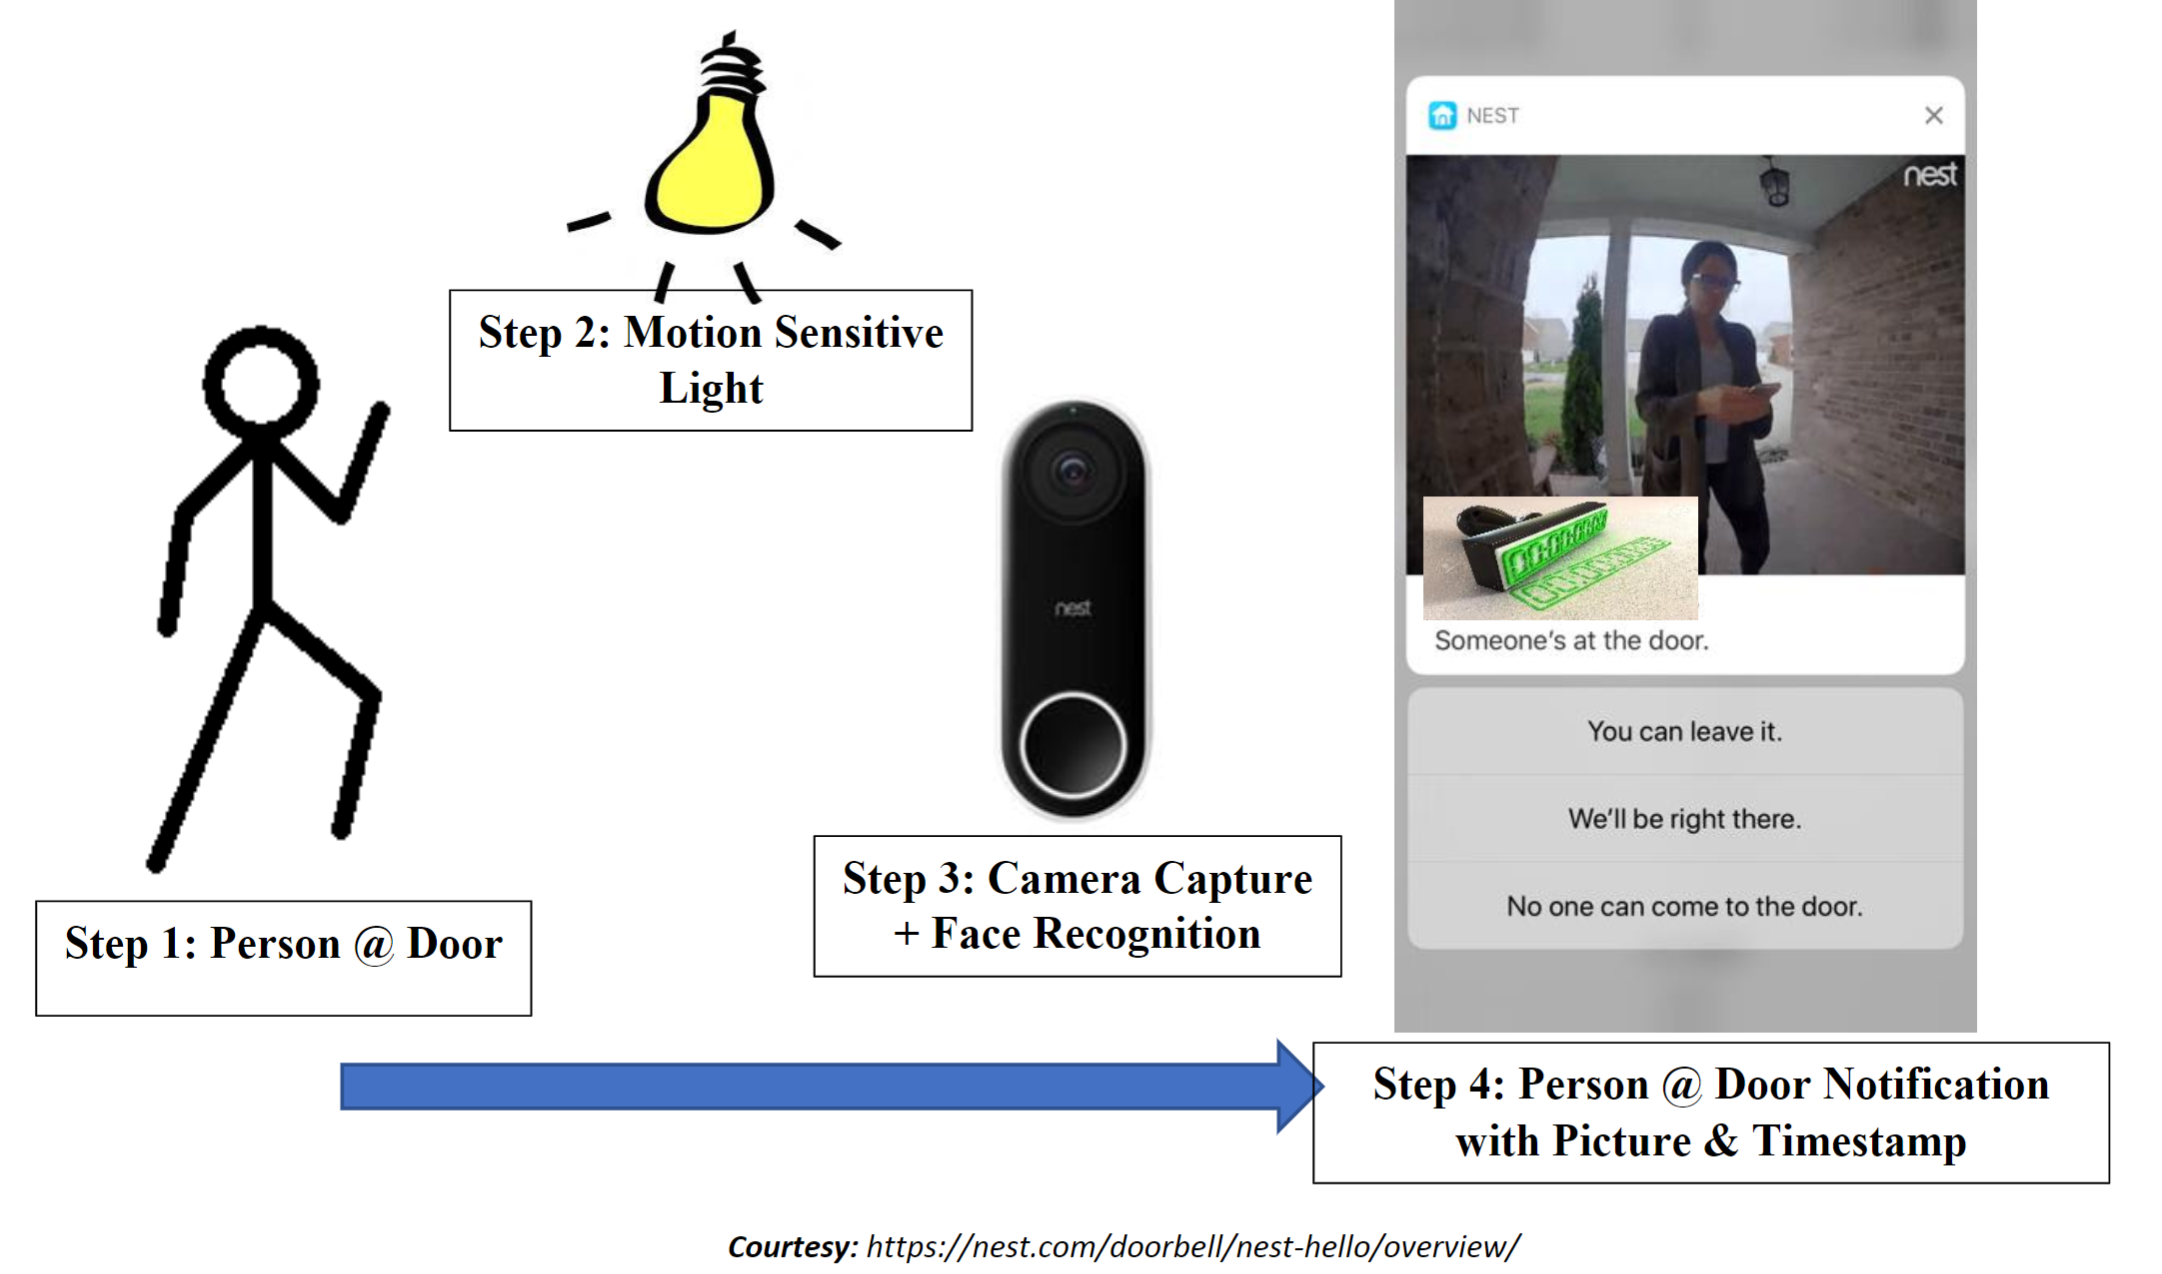 Step 1: Person @ Door
Step 2: Motion Sensitive
Light
nest
Step 3: Camera Capture
+ Face Recognition
NEST
nest
Someone's at the door.
You can leave it.
We'll be right there.
No one can come to the door.
Step 4: Person @ Door Notification
with Picture & Timestamp
Courtesy: https://nest.com/doorbell/nest-hello/overview/